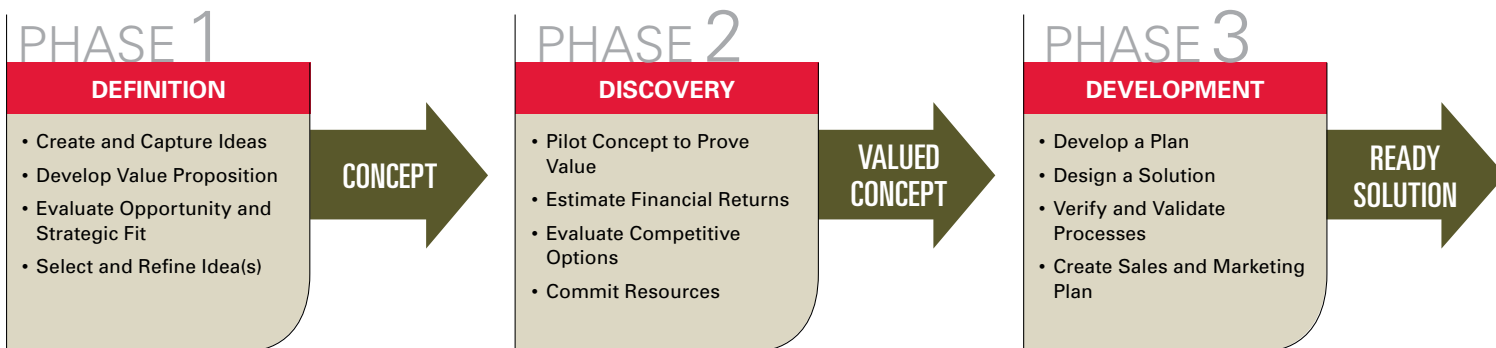 PHASE 1
DEFINITION
• Create and Capture Ideas
• Develop Value Proposition
• Evaluate Opportunity and
Strategic Fit
• Select and Refine Idea(s)
CONCEPT
PHASE 2
DISCOVERY
• Pilot Concept to Prove
Value
• Estimate Financial Returns
• Evaluate Competitive
Options
• Commit Resources
VALUED
CONCEPT
PHASE 3
DEVELOPMENT
• Develop a Plan
• Design a Solution
• Verify and Validate
Processes
• Create Sales and Marketing
Plan
READY
SOLUTION